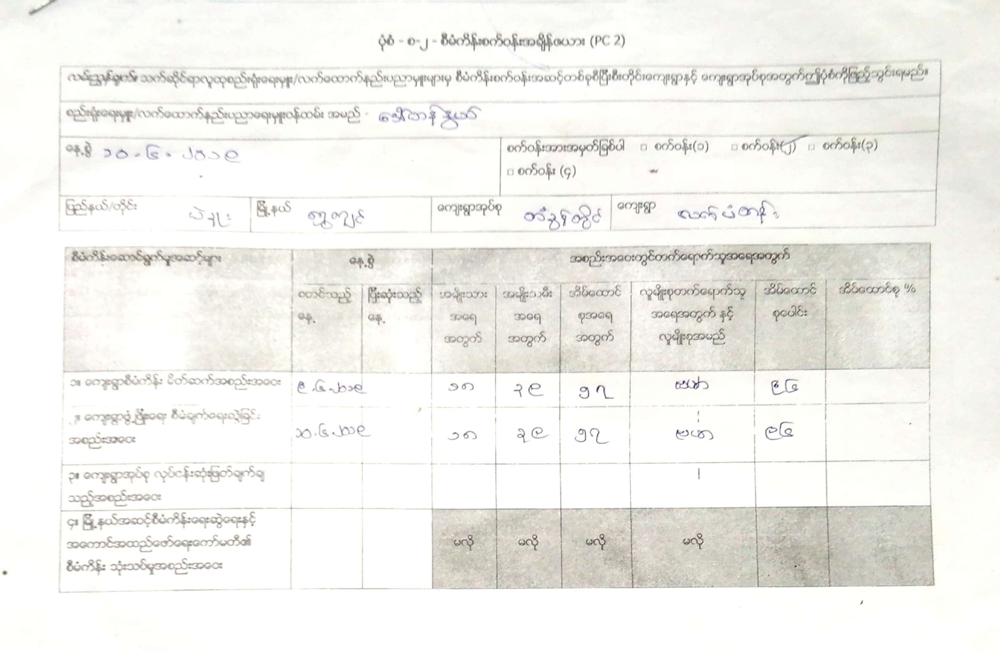 ပုံစံ - စ-၂ - စီမံကိန်းစက်ဝန်းအချိန်ဇယား (PC 2)
လမ်းညွှန်ချက်။ သက်ဆိုင်ရာလူထုစည်းရုံးရေးမှူး/လက်ထောက်နည်းပညာမှူးများမှ စီမံကိန်းစက်ဝန်းအဆင့်တစ်ခုစီပြီးစီးတိုင်းကျေးရွာနှင့် ကျေးရွာအုပ်စုအတွက်ဤပုံစံကိုဖြည့်သွင်းရမည်။
စည်းရုံးရေးမှူး/လက်ထောက်နည်းပညာရေးမှူးဝန်ထမ်း အမည် - ဒေါ်လာန်နွယ်
နေ့စွဲ ၁၀.၆.၂၀၁၉ စက်ဝန်းအားအမှတ်ခြစ်ပါ □ စက်ဝန်း(၁) □ စက်ဝန်း(၂) □ စက်ဝန်း(၃)
□ စက်ဝန်း (၄)
ပြည်နယ်/တိုင်း ပဲခူး မြို့နယ် ရွှေကျင် ကျေးရွာအုပ်စု ကျေးရွာ လက်ပံတန်း
စီမံကိန်းဆောင်ရွက်မှုအဆင့်များ နေ့စွဲ အစည်းအဝေးတွင်တက်ရောက်သူအရေအတွက်
စတင်သည့် ပြီးဆုံးသည့် အမျိုးသား အမျိုးသမီး အိမ်ထောင် လူမျိုးစုတက်ရောက်သူ အိမ်ထောင် အိမ်ထောင်စု %
နေ့ နေ့ အရေ အရေ စုအရေ အရေအတွက် နှင့် စုပေါင်း
အတွက် အတွက် အတွက် လူမျိုးစုအမည်
၁။ ကျေးရွာစီမံကိန်း မိတ်ဆက်အစည်းအဝေး ၉.၆.၂၀၁၉ ၁၈ ၃၉ ၅၇ ဗမာ ၉၆
၂။ ကျေးရွာဖွံ့ဖြိုးရေး စီမံချက်ရေးဆွဲခြင်း
အစည်းအဝေး ၁၀.၆.၂၀၁၉ ၁၈ ၃၉ ၅၇ ဗမာ ၉၆
၃။ ကျေးရွာအုပ်စု လုပ်ငန်းဆုံးဖြတ်ချက်ချ
သည့်အစည်းအဝေး
၄။ မြို့နယ်အဆင့်စီမံကိန်းရေးဆွဲရေးနှင့်
အကောင်အထည်ဖော်ရေးကော်မတီ၏ မလို မလို မလို မလို
စီမံကိန်း သုံးသပ်မှုအစည်းအဝေး